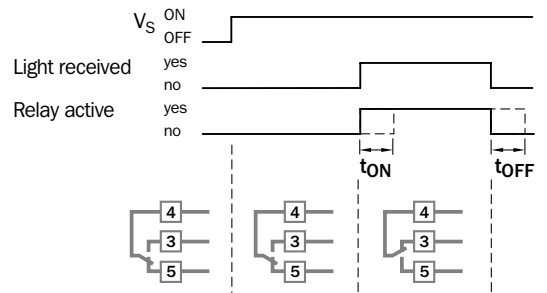 V_S ON
OFF
Light received yes
no
Relay active yes
no
tON tOFF
4 4 4
3 3 3
5 5 5